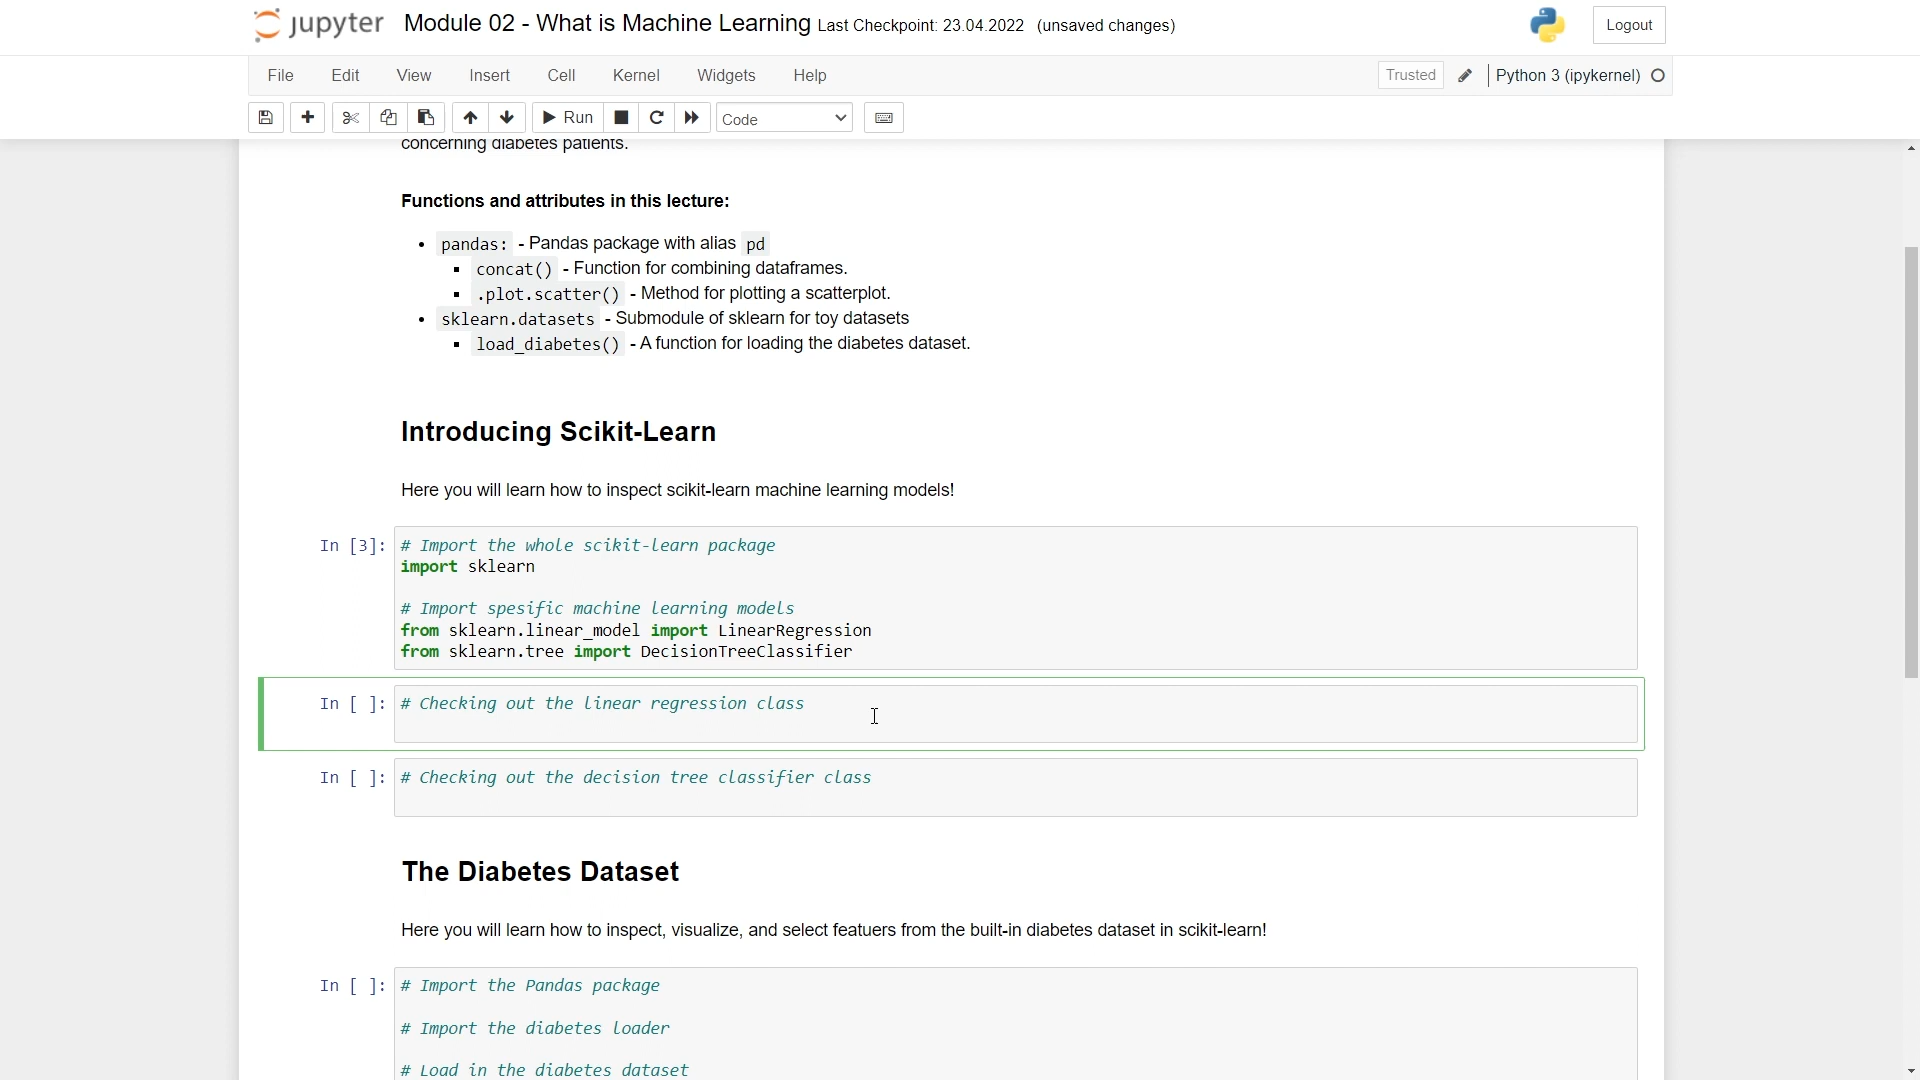 jupyter Module 02 - What is Machine Learning Last Checkpoint: 23.04.2022 (unsaved changes) Logout
File Edit View Insert Cell Kernel Widgets Help Trusted Python 3 (ipykernel)
Run Code
concerning diabetes patients.
Functions and attributes in this lecture:
• pandas: - Pandas package with alias pd
▪ concat() - Function for combining dataframes.
▪ .plot.scatter() - Method for plotting a scatterplot.
• sklearn.datasets - Submodule of sklearn for toy datasets
▪ load_diabetes() - A function for loading the diabetes dataset.
Introducing Scikit-Learn
Here you will learn how to inspect scikit-learn machine learning models!
In [3]: # Import the whole scikit-learn package
import sklearn
# Import spesific machine learning models
from sklearn.linear_model import LinearRegression
from sklearn.tree import DecisionTreeClassifier
In [ ]: # Checking out the linear regression class
In [ ]: # Checking out the decision tree classifier class
The Diabetes Dataset
Here you will learn how to inspect, visualize, and select featuers from the built-in diabetes dataset in scikit-learn!
In [ ]: # Import the Pandas package
# Import the diabetes loader
# Load in the diabetes dataset